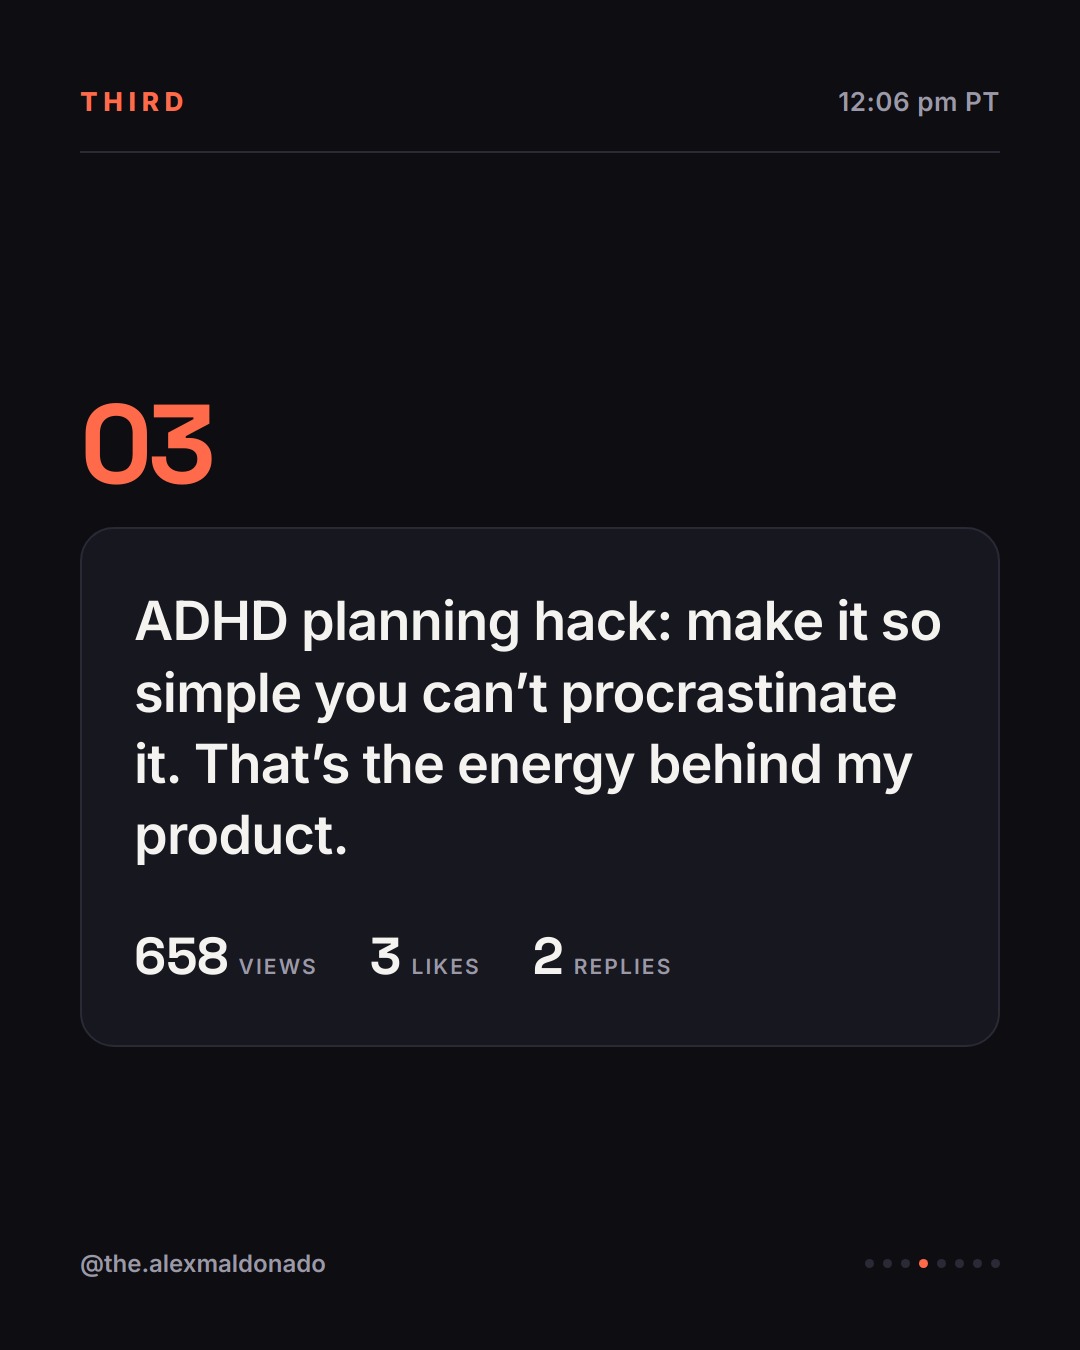 THIRD
12:06 pm PT
03
ADHD planning hack: make it so
simple you can’t procrastinate
it. That’s the energy behind my
product.
658 VIEWS 3 LIKES 2 REPLIES
@the.alexmaldonado